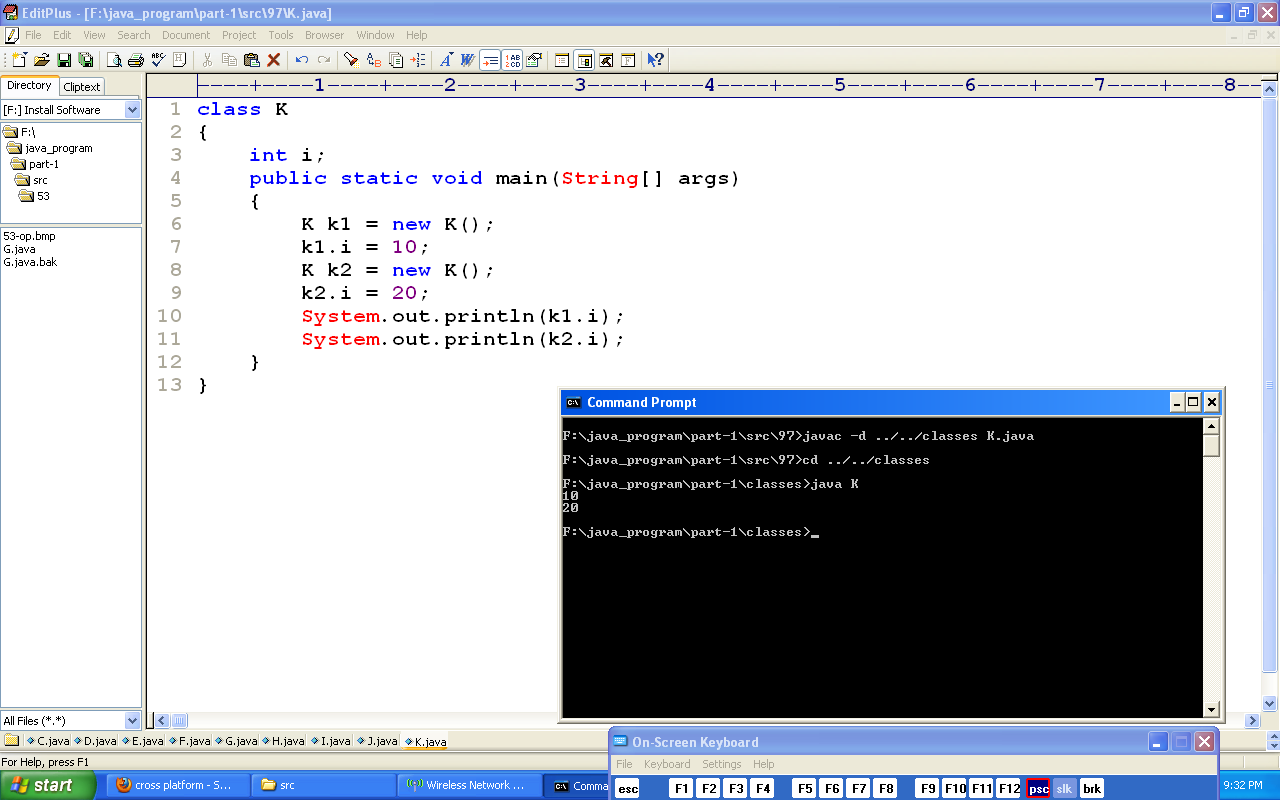 EditPlus - [F:\java_program\part-1\src\97\K.java]
File Edit View Search Document Project Tools Browser Window Help
Directory Cliptext
[F:] Install Software
F:\
java_program
part-1
src
53
53-op.bmp
G.java
G.java.bak
All Files (*.*)
----+----1----+----2----+----3----+----4----+----5----+----6----+----7----+----8--
1 class K
2 {
3 int i;
4 public static void main(String[] args)
5 {
6 K k1 = new K();
7 k1.i = 10;
8 K k2 = new K();
9 k2.i = 20;
10 System.out.println(k1.i);
11 System.out.println(k2.i);
12 }
13 }
Command Prompt
F:\java_program\part-1\src\97>javac -d ../../classes K.java
F:\java_program\part-1\src\97>cd ../../classes
F:\java_program\part-1\classes>java K
10
20
F:\java_program\part-1\classes>_
C.java D.java E.java F.java G.java H.java I.java J.java K.java
For Help, press F1
On-Screen Keyboard
File Keyboard Settings Help
esc F1 F2 F3 F4 F5 F6 F7 F8 F9 F10 F11 F12 psc slk brk
start cross platform - S... src Wireless Network ... Comma 9:32 PM